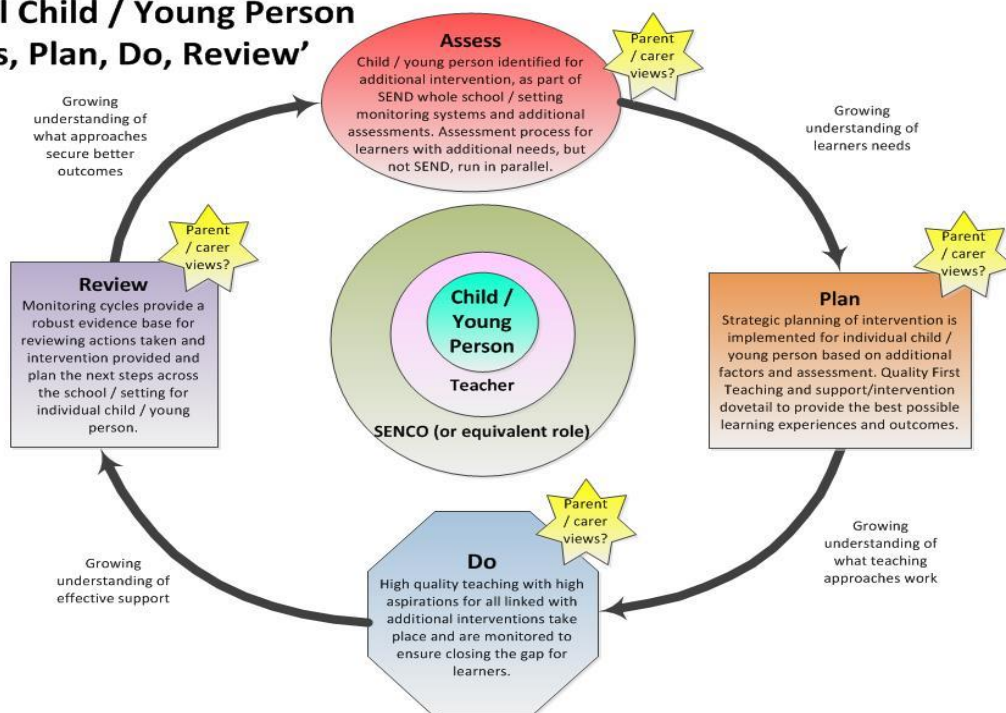 l Child / Young Person
s, Plan, Do, Review’
Assess
Child / young person identified for
additional intervention, as part of
SEND whole school / setting
monitoring systems and additional
assessments. Assessment process for
learners with additional needs, but
not SEND, run in parallel.
Parent
/ carer
views?
Growing
understanding of
what approaches
secure better
outcomes
Growing
understanding of
learners needs
Parent
/ carer
views?
Review
Monitoring cycles provide a
robust evidence base for
reviewing actions taken and
intervention provided and
plan the next steps across
the school / setting for
individual child / young
person.
Child /
Young
Person
Teacher
SENCO (or equivalent role)
Parent
/ carer
views?
Plan
Strategic planning of intervention is
implemented for individual child /
young person based on additional
factors and assessment. Quality First
Teaching and support/intervention
dovetail to provide the best possible
learning experiences and outcomes.
Growing
understanding of
effective support
Parent
/ carer
views?
Do
High quality teaching with high
aspirations for all linked with
additional interventions take
place and are monitored to
ensure closing the gap for
learners.
Growing
understanding of
what teaching
approaches work